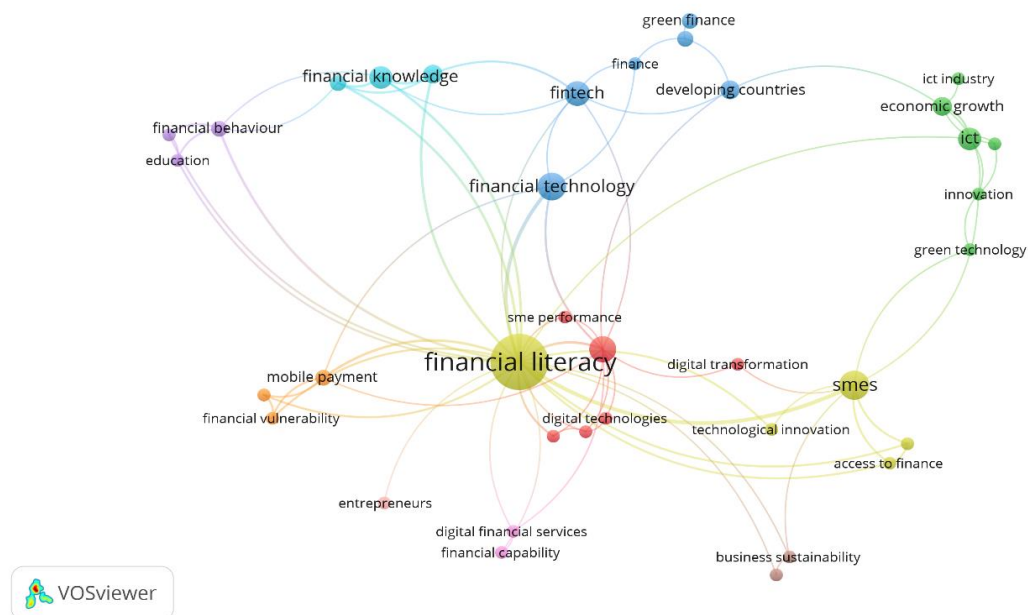 green finance
finance
financial knowledge
fintech
developing countries
ict industry
economic growth
financial behaviour
ict
education
financial technology
innovation
green technology
sme performance
financial literacy
digital transformation
mobile payment
smes
financial vulnerability
digital technologies
technological innovation
access to finance
entrepreneurs
digital financial services
financial capability
business sustainability
VOSviewer